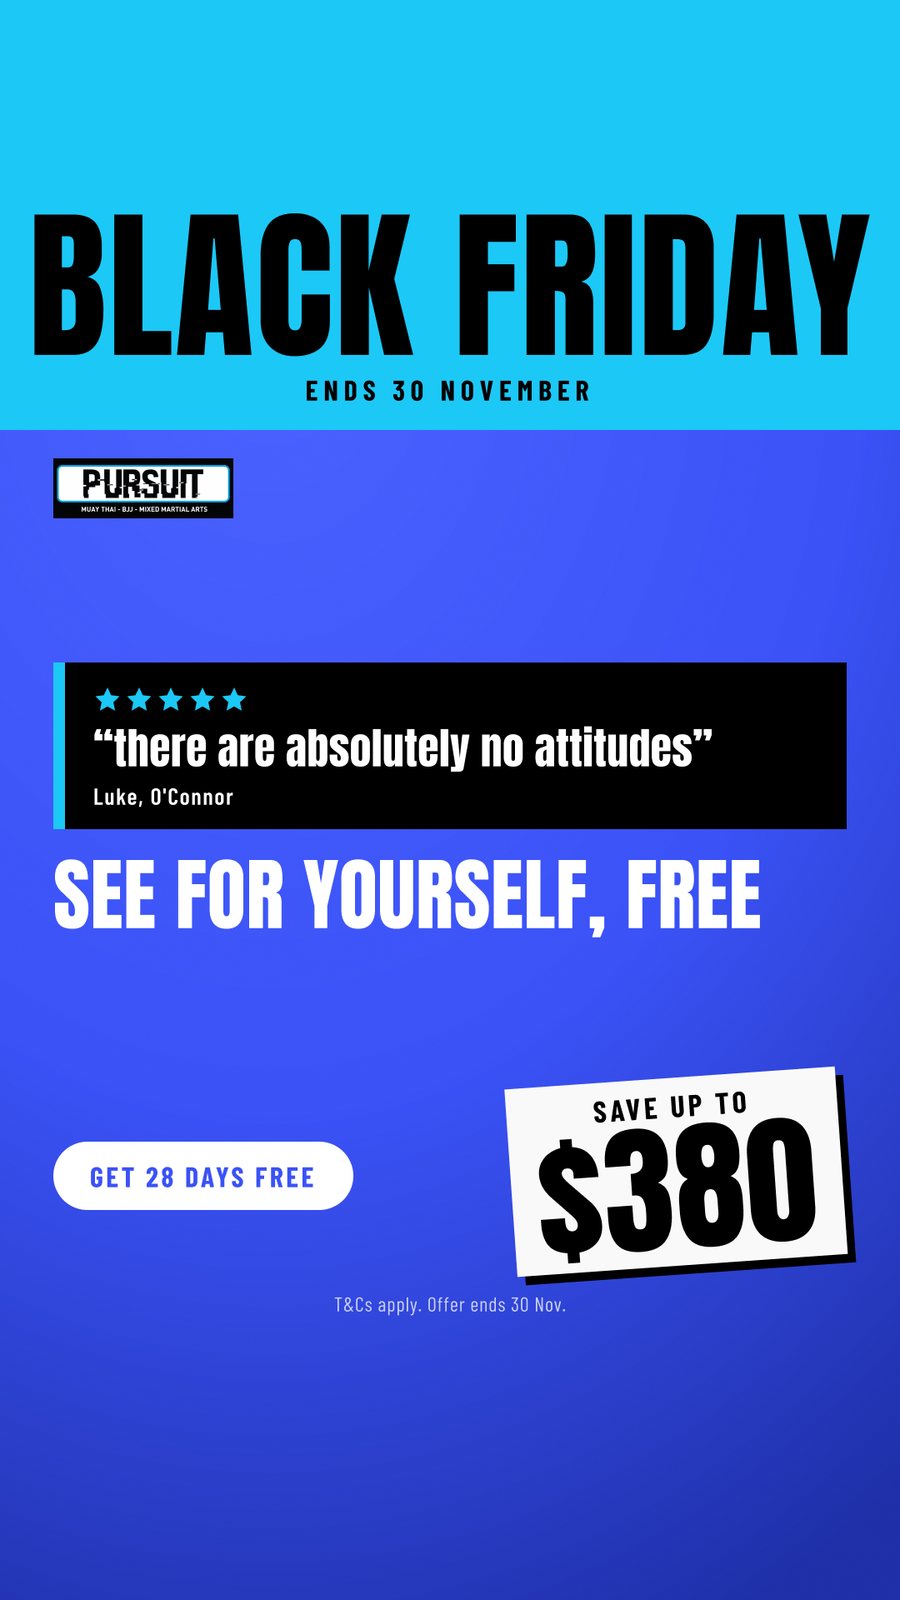 BLACK FRIDAY
ENDS 30 NOVEMBER
PURSUIT
MUAY THAI - BJJ - MIXED MARTIAL ARTS
“there are absolutely no attitudes”
Luke, O'Connor
SEE FOR YOURSELF, FREE
SAVE UP TO
$380
GET 28 DAYS FREE
T&Cs apply. Offer ends 30 Nov.